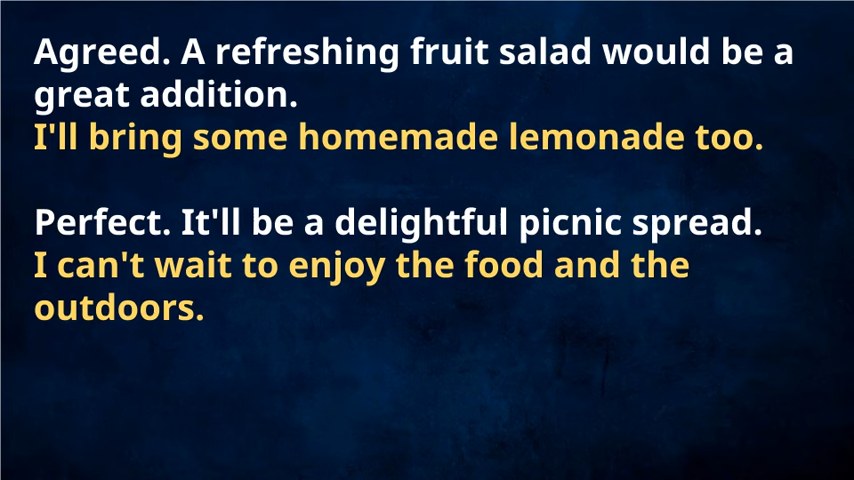 Agreed. A refreshing fruit salad would be a
great addition.
I'll bring some homemade lemonade too.
Perfect. It'll be a delightful picnic spread.
I can't wait to enjoy the food and the
outdoors.